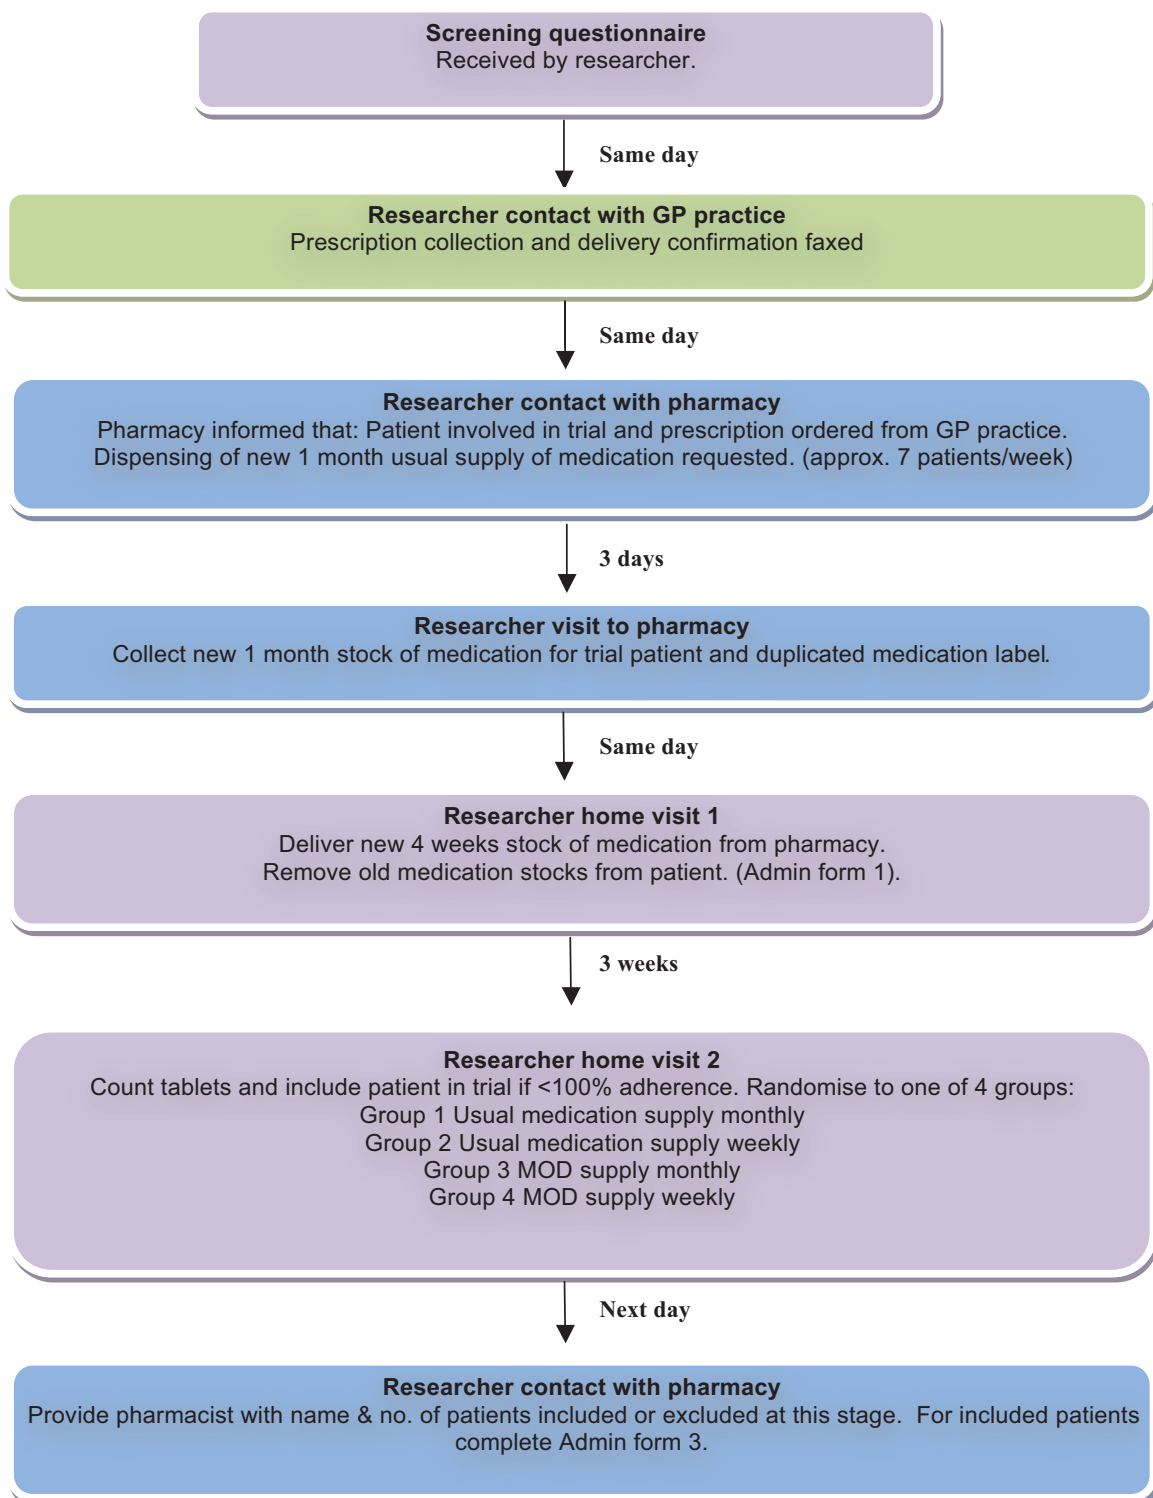 Screening questionnaire
Received by researcher.
Same day
Researcher contact with GP practice
Prescription collection and delivery confirmation faxed
Same day
Researcher contact with pharmacy
Pharmacy informed that: Patient involved in trial and prescription ordered from GP practice.
Dispensing of new 1 month usual supply of medication requested. (approx. 7 patients/week)
3 days
Researcher visit to pharmacy
Collect new 1 month stock of medication for trial patient and duplicated medication label.
Same day
Researcher home visit 1
Deliver new 4 weeks stock of medication from pharmacy.
Remove old medication stocks from patient. (Admin form 1).
3 weeks
Researcher home visit 2
Count tablets and include patient in trial if <100% adherence. Randomise to one of 4 groups:
Group 1 Usual medication supply monthly
Group 2 Usual medication supply weekly
Group 3 MOD supply monthly
Group 4 MOD supply weekly
Next day
Researcher contact with pharmacy
Provide pharmacist with name & no. of patients included or excluded at this stage.  For included patients
complete Admin form 3.